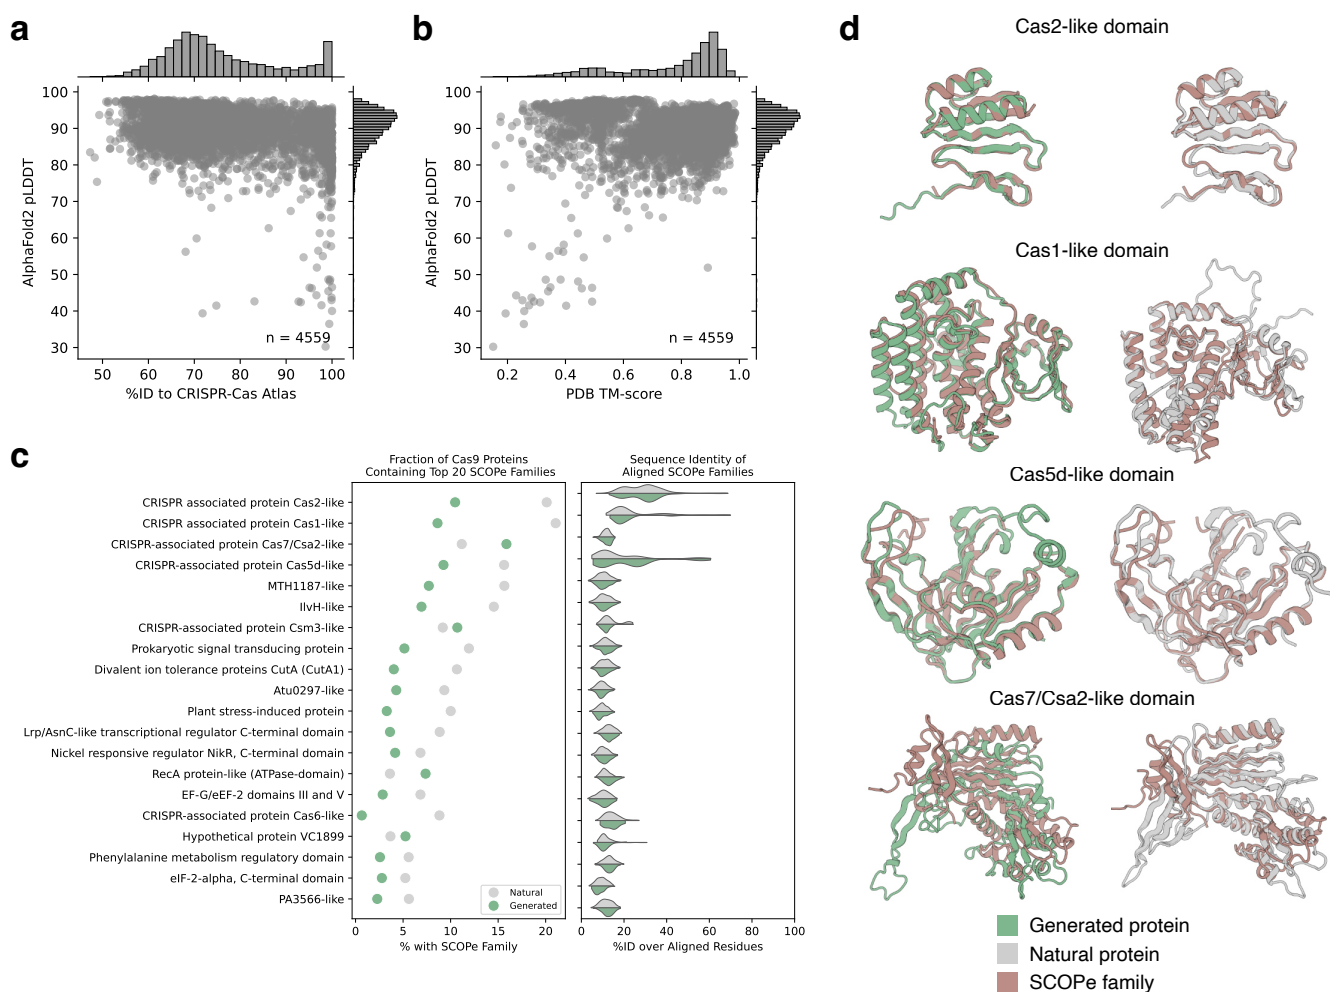 a
100
90
80
70
60
50
40
30
AlphaFold2 pLDDT
n = 4559
50 60 70 80 90 100
%ID to CRISPR-Cas Atlas
b
100
90
80
70
60
50
40
30
AlphaFold2 pLDDT
n = 4559
0.2 0.4 0.6 0.8 1.0
PDB TM-score
c
Fraction of Cas9 Proteins
Containing Top 20 SCOPe Families
Sequence Identity of
Aligned SCOPe Families
CRISPR associated protein Cas2-like
CRISPR associated protein Cas1-like
CRISPR-associated protein Cas7/Csa2-like
CRISPR-associated protein Cas5d-like
MTH1187-like
IlvH-like
CRISPR-associated protein Csm3-like
Prokaryotic signal transducing protein
Divalent ion tolerance proteins CutA (CutA1)
Atu0297-like
Plant stress-induced protein
Lrp/AsnC-like transcriptional regulator C-terminal domain
Nickel responsive regulator NikR, C-terminal domain
RecA protein-like (ATPase-domain)
EF-G/eEF-2 domains III and V
CRISPR-associated protein Cas6-like
Hypothetical protein VC1899
Phenylalanine metabolism regulatory domain
eIF-2-alpha, C-terminal domain
PA3566-like
Natural
Generated
0 5 10 15 20
% with SCOPe Family
0 20 40 60 80 100
%ID over Aligned Residues
d
Cas2-like domain
Cas1-like domain
Cas5d-like domain
Cas7/Csa2-like domain
Generated protein
Natural protein
SCOPe family